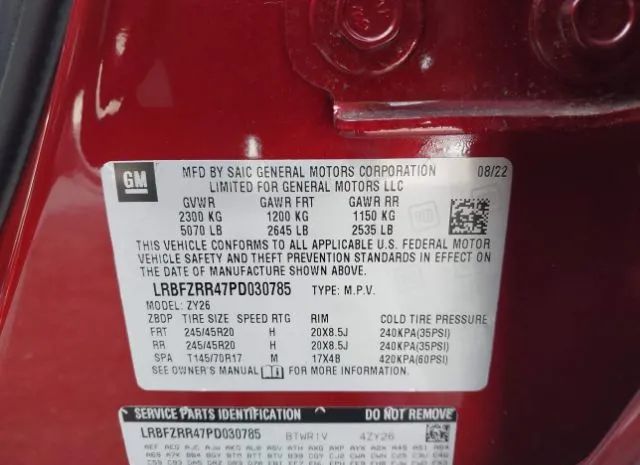 GM
MFD BY SAIC GENERAL MOTORS CORPORATION 08/22
LIMITED FOR GENERAL MOTORS LLC
GVWR GAWR FRT GAWR RR
2300 KG 1200 KG 1150 KG
5070 LB 2645 LB 2535 LB
THIS VEHICLE CONFORMS TO ALL APPLICABLE U.S. FEDERAL MOTOR
VEHICLE SAFETY AND THEFT PREVENTION STANDARDS IN EFFECT ON
THE DATE OF MANUFACTURE SHOWN ABOVE.
LRBFZRR47PD030785 TYPE: M.P.V.
MODEL: ZY26
ZBDP TIRE SIZE SPEED RTG RIM COLD TIRE PRESSURE
FRT 245/45R20 H 20X8.5J 240KPA(35PSI)
RR 245/45R20 H 20X8.5J 240KPA(35PSI)
SPA T145/70R17 M 17X4B 420KPA(60PSI)
SEE OWNER'S MANUAL FOR MORE INFORMATION.
SERVICE PARTS IDENTIFICATION DO NOT REMOVE
LRBFZRR47PD030785 BTWR1V 4ZY26